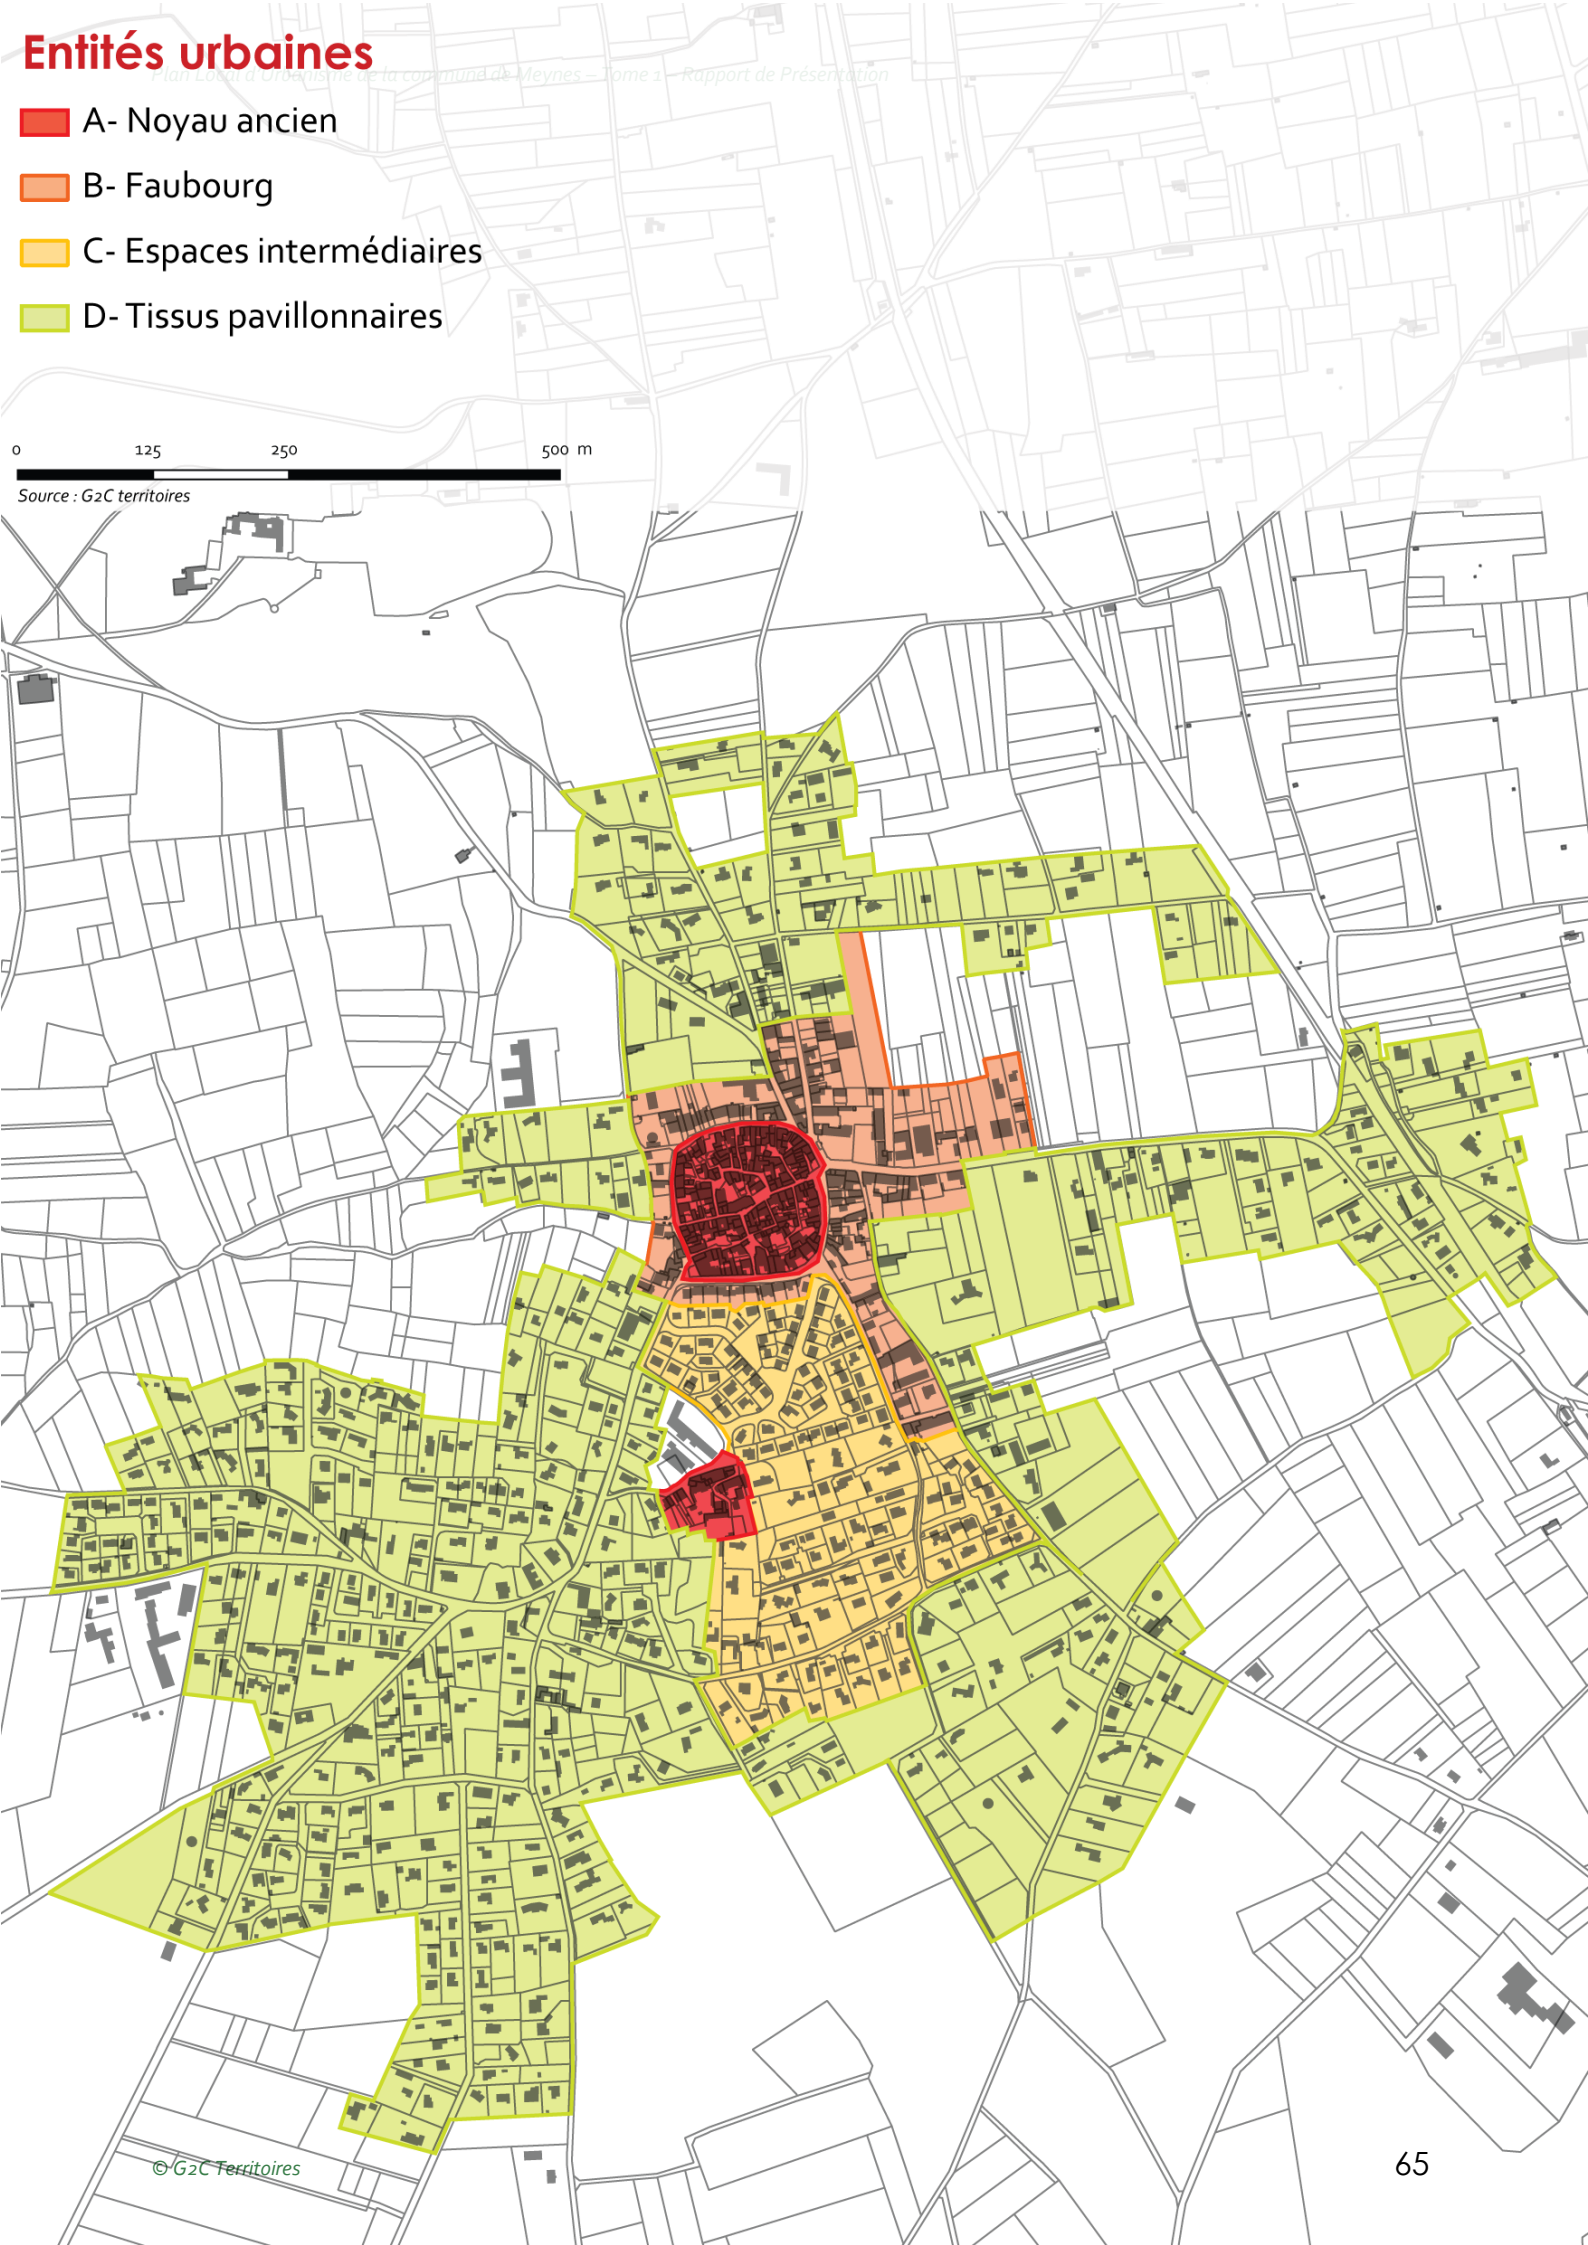 Entités urbaines
Plan Local d'Urbanisme de la commune de Meynes – Tome 1 – Rapport de Présentation
A- Noyau ancien
B- Faubourg
C- Espaces intermédiaires
D- Tissus pavillonnaires
0 125 250 500 m
Source : G2C territoires
© G2C Territoires
65